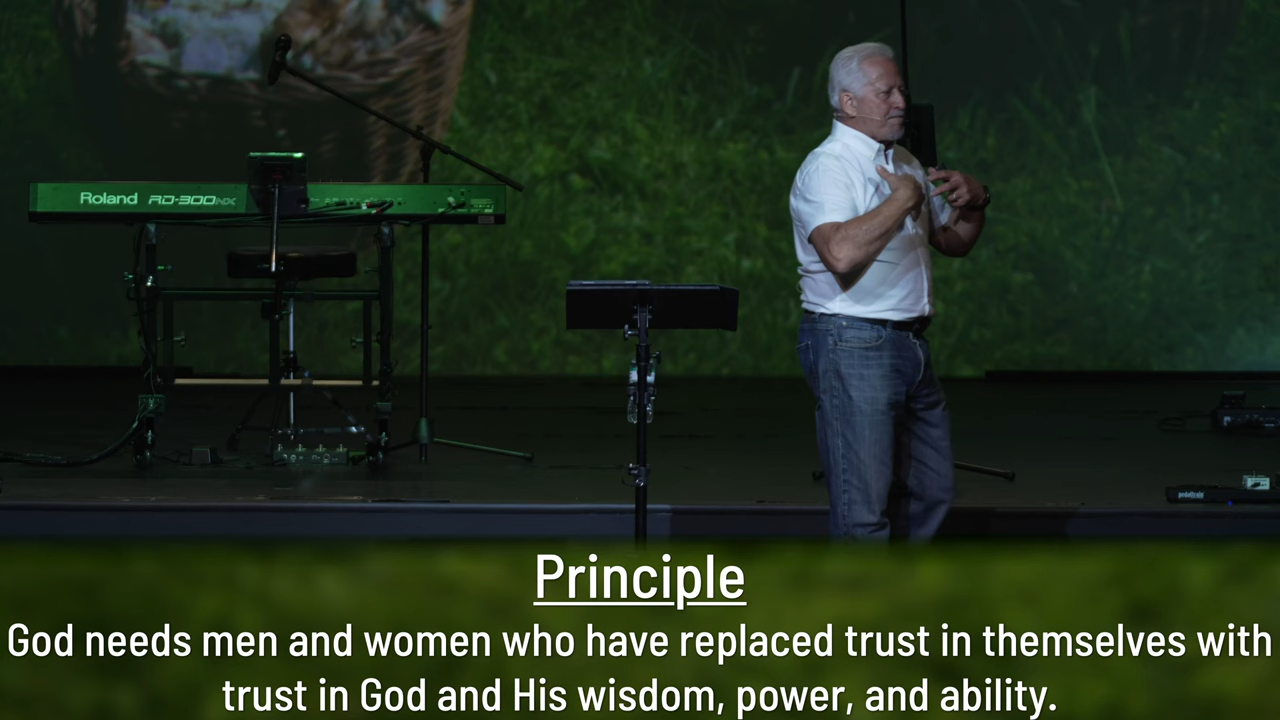 Roland RD-300NX
pedaltrain
Principle
God needs men and women who have replaced trust in themselves with
trust in God and His wisdom, power, and ability.